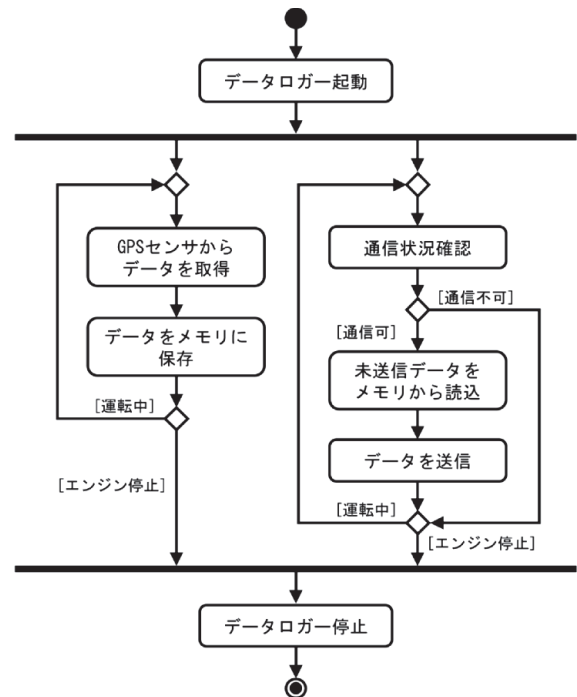 データロガー起動
GPSセンサから
データを取得
データをメモリに
保存
[運転中]
[エンジン停止]
通信状況確認
[通信不可]
[通信可]
未送信データを
メモリから読込
データを送信
[運転中]
[エンジン停止]
データロガー停止